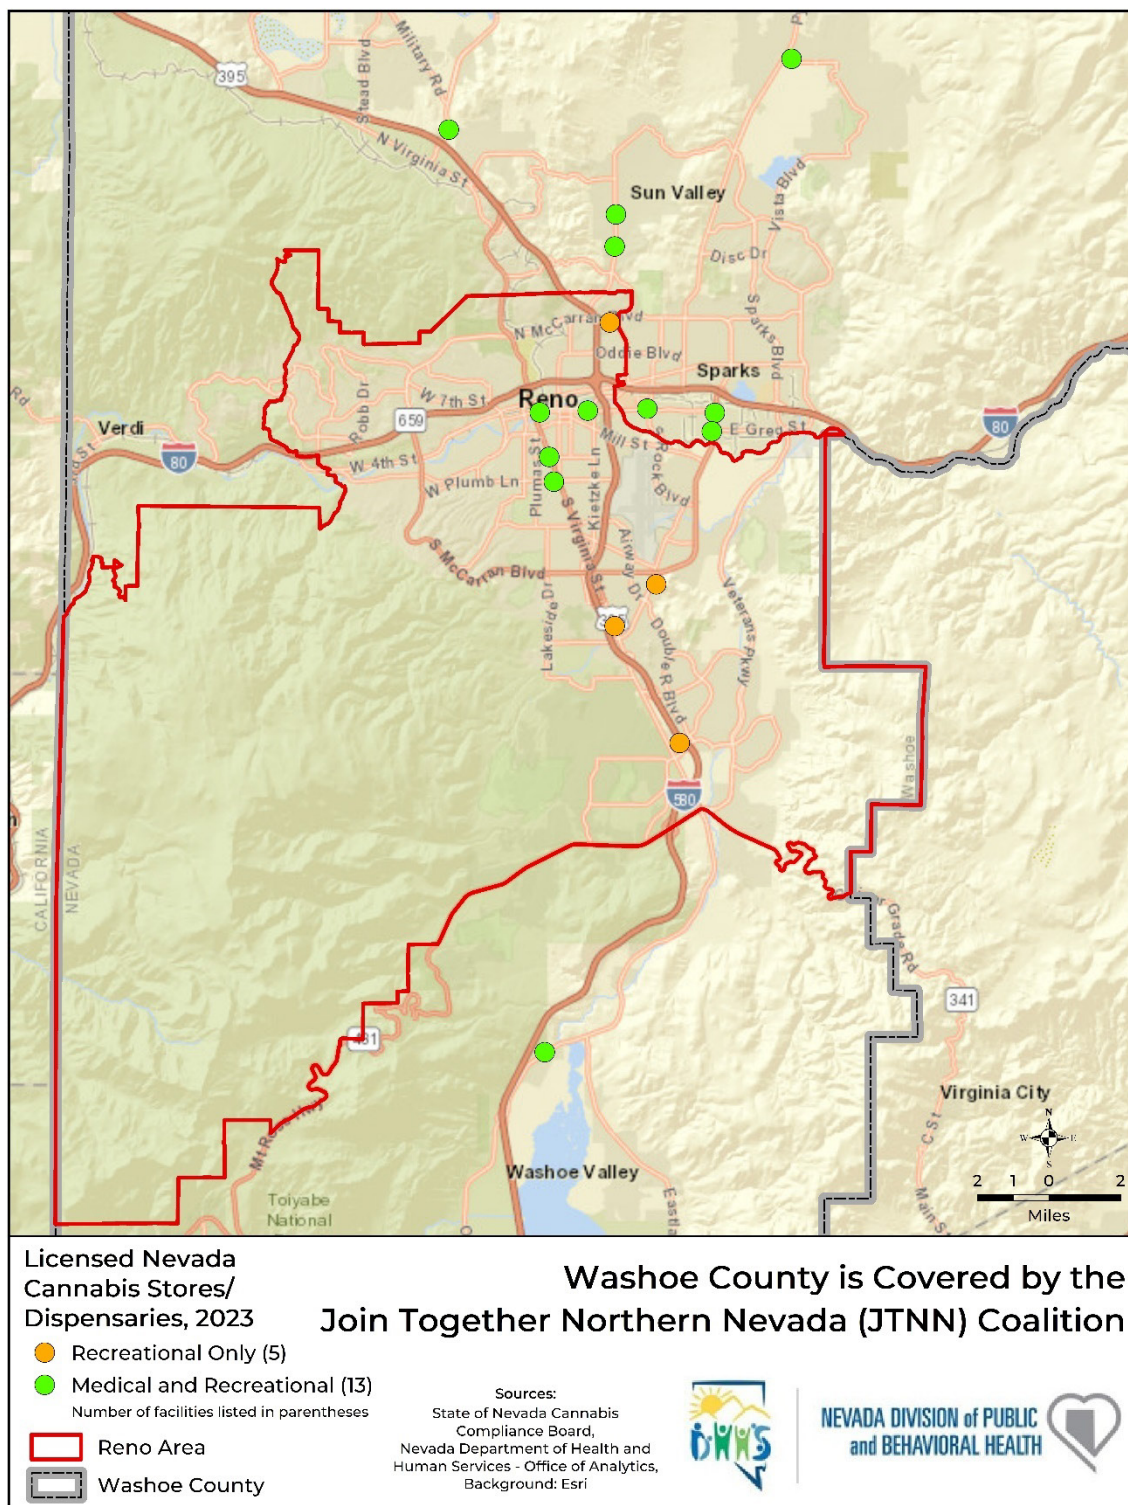 395
Stead Blvd
Military Rd
N Virginia St
Sun Valley
Vista Blvd
Disc Dr
Sparks Blvd
N McCarran Blvd
Oddie Blvd
Sparks
Reno
W 7th St
659
Robb Dr
Rd
Verdi
80
80
W 4th St
Mill St
E Greg St
S Rock Blvd
W Plumb Ln
Plumas St
Kietzke Ln
S Virginia St
Airway Dr
S McCarran Blvd
Lakeside Dr
Double R Blvd
Veterans Pkwy
Washoe
580
CALIFORNIA
NEVADA
Grade Rd
341
431
Mt Rose Hwy
Virginia City
C St
Main St
Washoe Valley
Toiyabe
National
N
W E
S
2 1 0 2
Miles
Licensed Nevada
Cannabis Stores/
Dispensaries, 2023
Recreational Only (5)
Medical and Recreational (13)
Number of facilities listed in parentheses
Reno Area
Washoe County
Washoe County is Covered by the
Join Together Northern Nevada (JTNN) Coalition
Sources:
State of Nevada Cannabis
Compliance Board,
Nevada Department of Health and
Human Services - Office of Analytics,
Background: Esri
DHHS
NEVADA DIVISION of PUBLIC
and BEHAVIORAL HEALTH